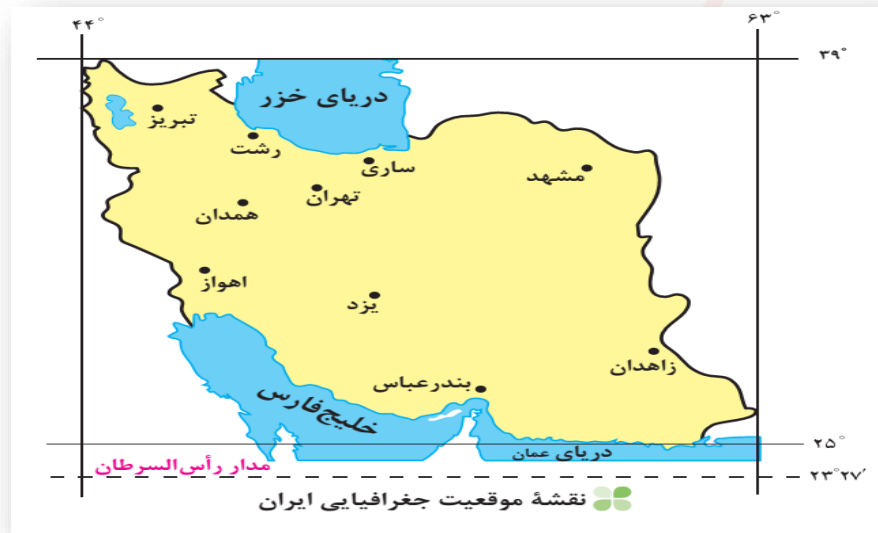 ۴۴°
۶۳°
۳۹°
دریای خزر
تبریز
رشت
ساری
مشهد
تهران
همدان
اهواز
یزد
زاهدان
بندرعباس
خلیج‌فارس
دریای عمان
۲۵°
مدار رأس‌السرطان
۲۳°۲۷′
نقشهٔ موقعیت جغرافیایی ایران